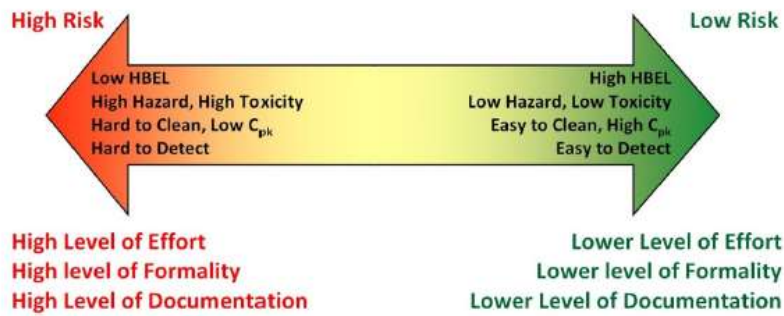 High Risk
Low Risk
Low HBEL
High Hazard, High Toxicity
Hard to Clean, Low Cpk
Hard to Detect
High HBEL
Low Hazard, Low Toxicity
Easy to Clean, High Cpk
Easy to Detect
High Level of Effort
High level of Formality
High Level of Documentation
Lower Level of Effort
Lower level of Formality
Lower Level of Documentation